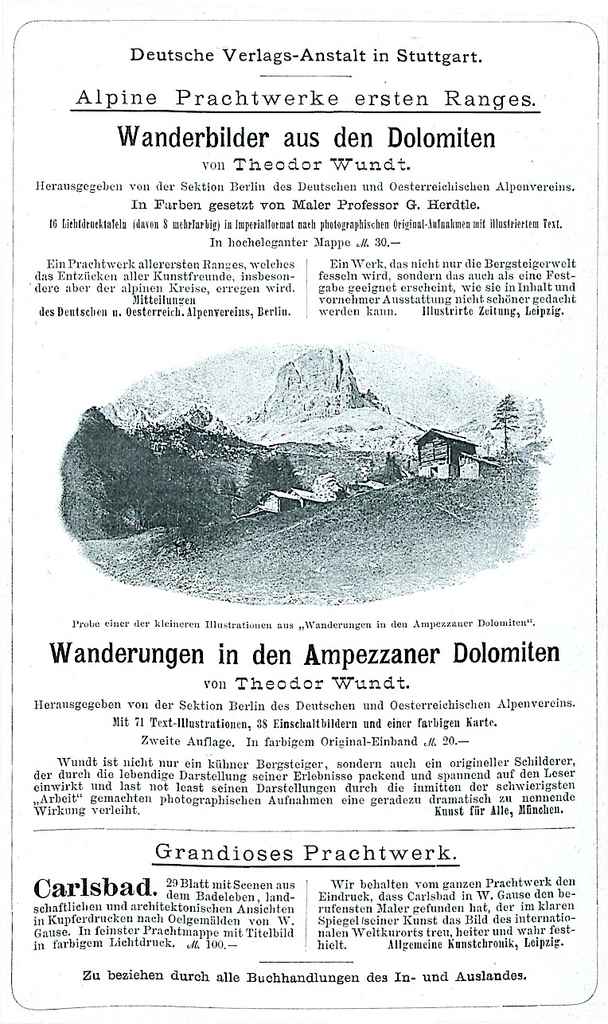 Deutsche Verlags-Anstalt in Stuttgart.
Alpine Prachtwerke ersten Ranges.
Wanderbilder aus den Dolomiten
von Theodor Wundt.
Herausgegeben von der Sektion Berlin des Deutschen und Oesterreichischen Alpenvereins.
In Farben gesetzt von Maler Professor G. Herdtle.
16 Lichtdrucktafeln (davon 8 mehrfarbig) in Imperialformat nach photographischen Original-Aufnahmen mit illustriertem Text.
In hocheleganter Mappe M. 30.—
Ein Prachtwerk allerersten Ranges, welches
das Entzücken aller Kunstfreunde, insbeson-
dere aber der alpinen Kreise, erregen wird.
Mitteilungen
des Deutschen u. Oesterreich. Alpenvereins, Berlin.
Ein Werk, das nicht nur die Bergsteigerwelt
fesseln wird, sondern das auch als eine Fest-
gabe geeignet erscheint, wie sie in Inhalt und
vornehmer Ausstattung nicht schöner gedacht
werden kann. Illustrirte Zeitung, Leipzig.
Probe einer der kleineren Illustrationen aus „Wanderungen in den Ampezzaner Dolomiten“.
Wanderungen in den Ampezzaner Dolomiten
von Theodor Wundt.
Herausgegeben von der Sektion Berlin des Deutschen und Oesterreichischen Alpenvereins.
Mit 71 Text-Illustrationen, 38 Einschaltbildern und einer farbigen Karte.
Zweite Auflage. In farbigem Original-Einband M. 20.—
Wundt ist nicht nur ein kühner Bergsteiger, sondern auch ein origineller Schilderer,
der durch die lebendige Darstellung seiner Erlebnisse packend und spannend auf den Leser
einwirkt und last not least seinen Darstellungen durch die inmitten der schwierigsten
„Arbeit“ gemachten photographischen Aufnahmen eine geradezu dramatisch zu nennende
Wirkung verleiht. Kunst für Alle, München.
Grandioses Prachtwerk.
Carlsbad. 29 Blatt mit Scenen aus
dem Badeleben, land-
schaftlichen und architektonischen Ansichten
in Kupferdrucken nach Oelgemälden von W.
Gause. In feinster Prachtmappe mit Titelbild
in farbigem Lichtdruck. M. 100.—
Wir behalten vom ganzen Prachtwerk den
Eindruck, dass Carlsbad in W. Gause den be-
rufensten Maler gefunden hat, der im klaren
Spiegel seiner Kunst das Bild des internatio-
nalen Weltkurorts treu, heiter und wahr fest-
hielt. Allgemeine Kunstchronik, Leipzig.
Zu beziehen durch alle Buchhandlungen des In- und Auslandes.